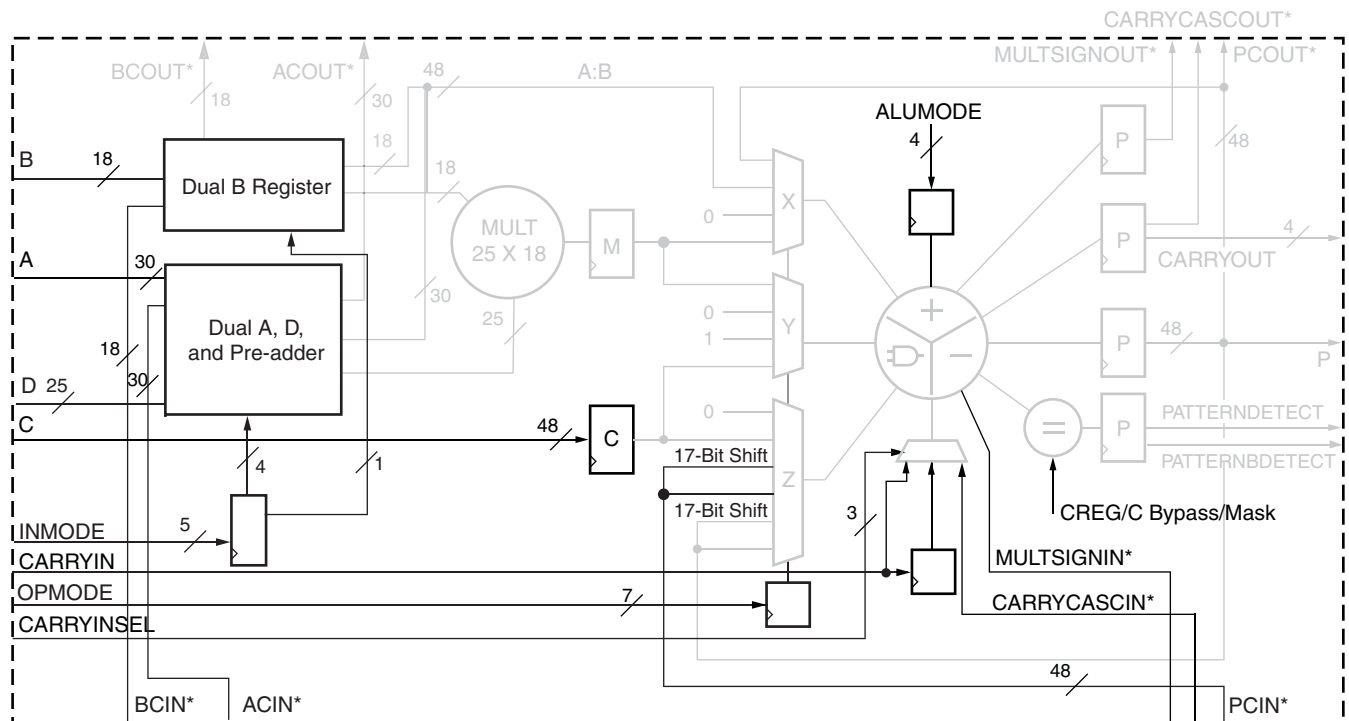 CARRYCASCOUT*
BCOUT*
ACOUT*
48
A:B
MULTSIGNOUT*
PCOUT*
18
30
ALUMODE
4
B
18
Dual B Register
18
18
X
0
P
48
MULT
25 X 18
M
P
4
CARRYOUT
A
30
30
0
Y
1
Dual A, D,
and Pre-adder
25
18
30
P
48
P
D 25
C
48
C
0
17-Bit Shift
Z
17-Bit Shift
=
P
PATTERNDETECT
PATTERNBDETECT
4
1
3
CREG/C Bypass/Mask
INMODE
5
CARRYIN
MULTSIGNIN*
OPMODE
7
CARRYCASCIN*
CARRYINSEL
48
BCIN*
ACIN*
PCIN*